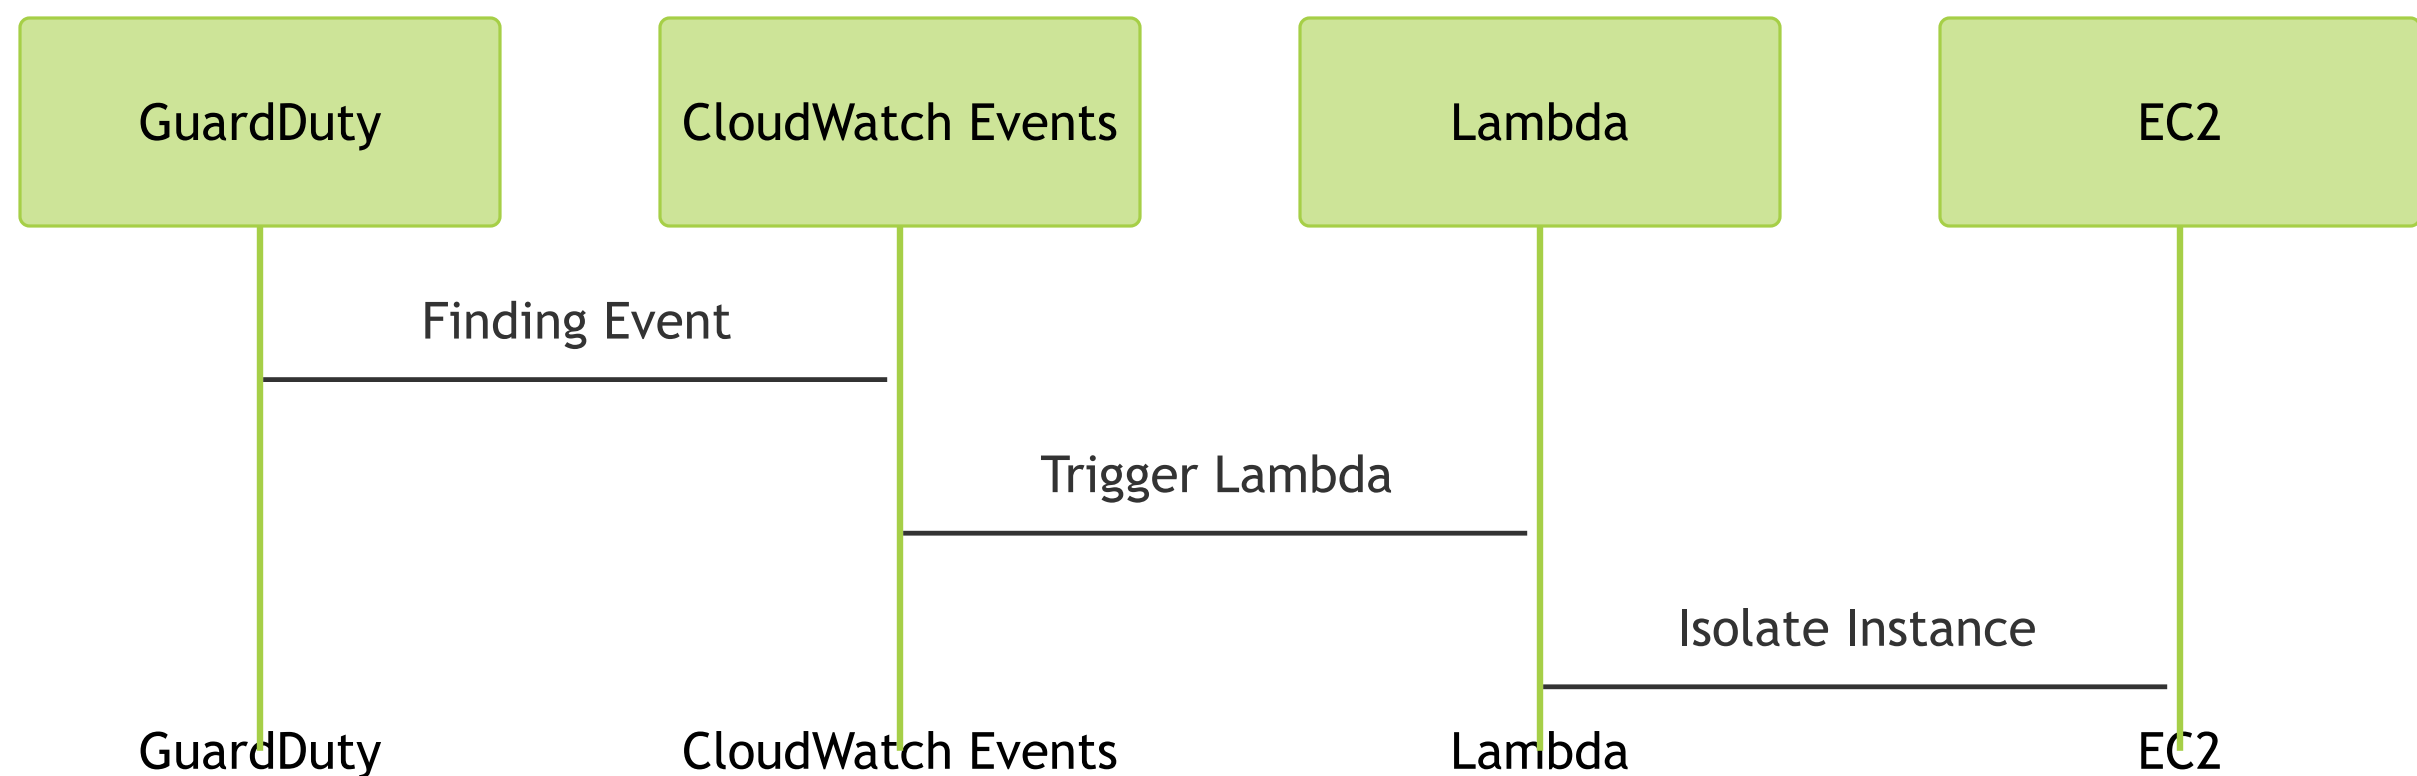 GuardDuty
CloudWatch Events
Lambda
EC2
Finding Event
Trigger Lambda
Isolate Instance
GuardDuty
CloudWatch Events
Lambda
EC2